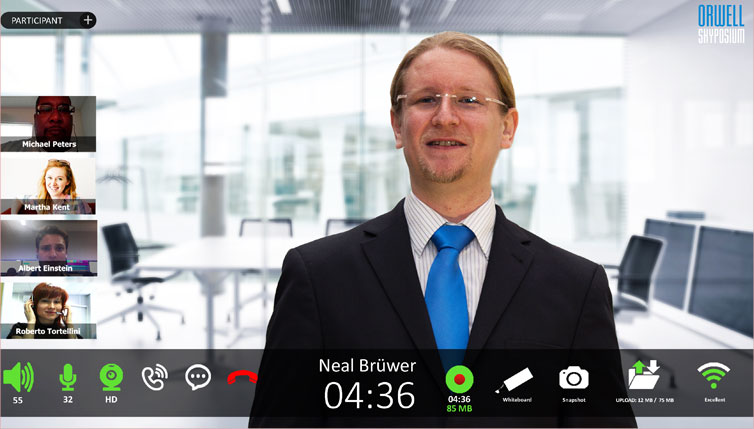 PARTICIPANT +
ORWELL
SKYPOSIUM
Michael Peters
Martha Kent
Albert Einstein
Roberto Tortellini
55
32
HD
Neal Brüwer
04:36
04:36
85 MB
Whiteboard
Snapshot
UPLOAD: 12 MB / 75 MB
Excellent